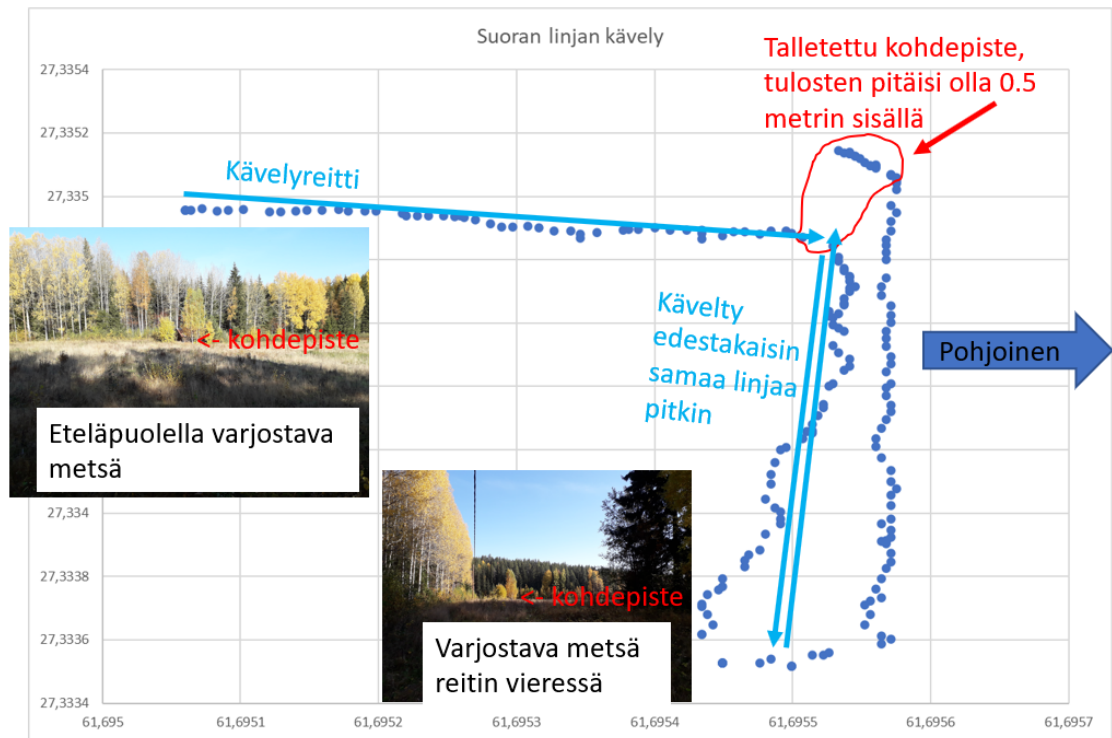 Suoran linjan kävely
Talletettu kohdepiste,
tulosten pitäisi olla 0.5
metrin sisällä
27,3354
27,3352
27,335
27,334
27,3338
27,3336
27,3334
Kävelyreitti
<- kohdepiste
Eteläpuolella varjostava
metsä
Kävelty
edestakaisin
samaa linjaa
pitkin
Pohjoinen
<- kohdepiste
Varjostava metsä
reitin vieressä
61,695
61,6951
61,6952
61,6953
61,6954
61,6955
61,6956
61,6957